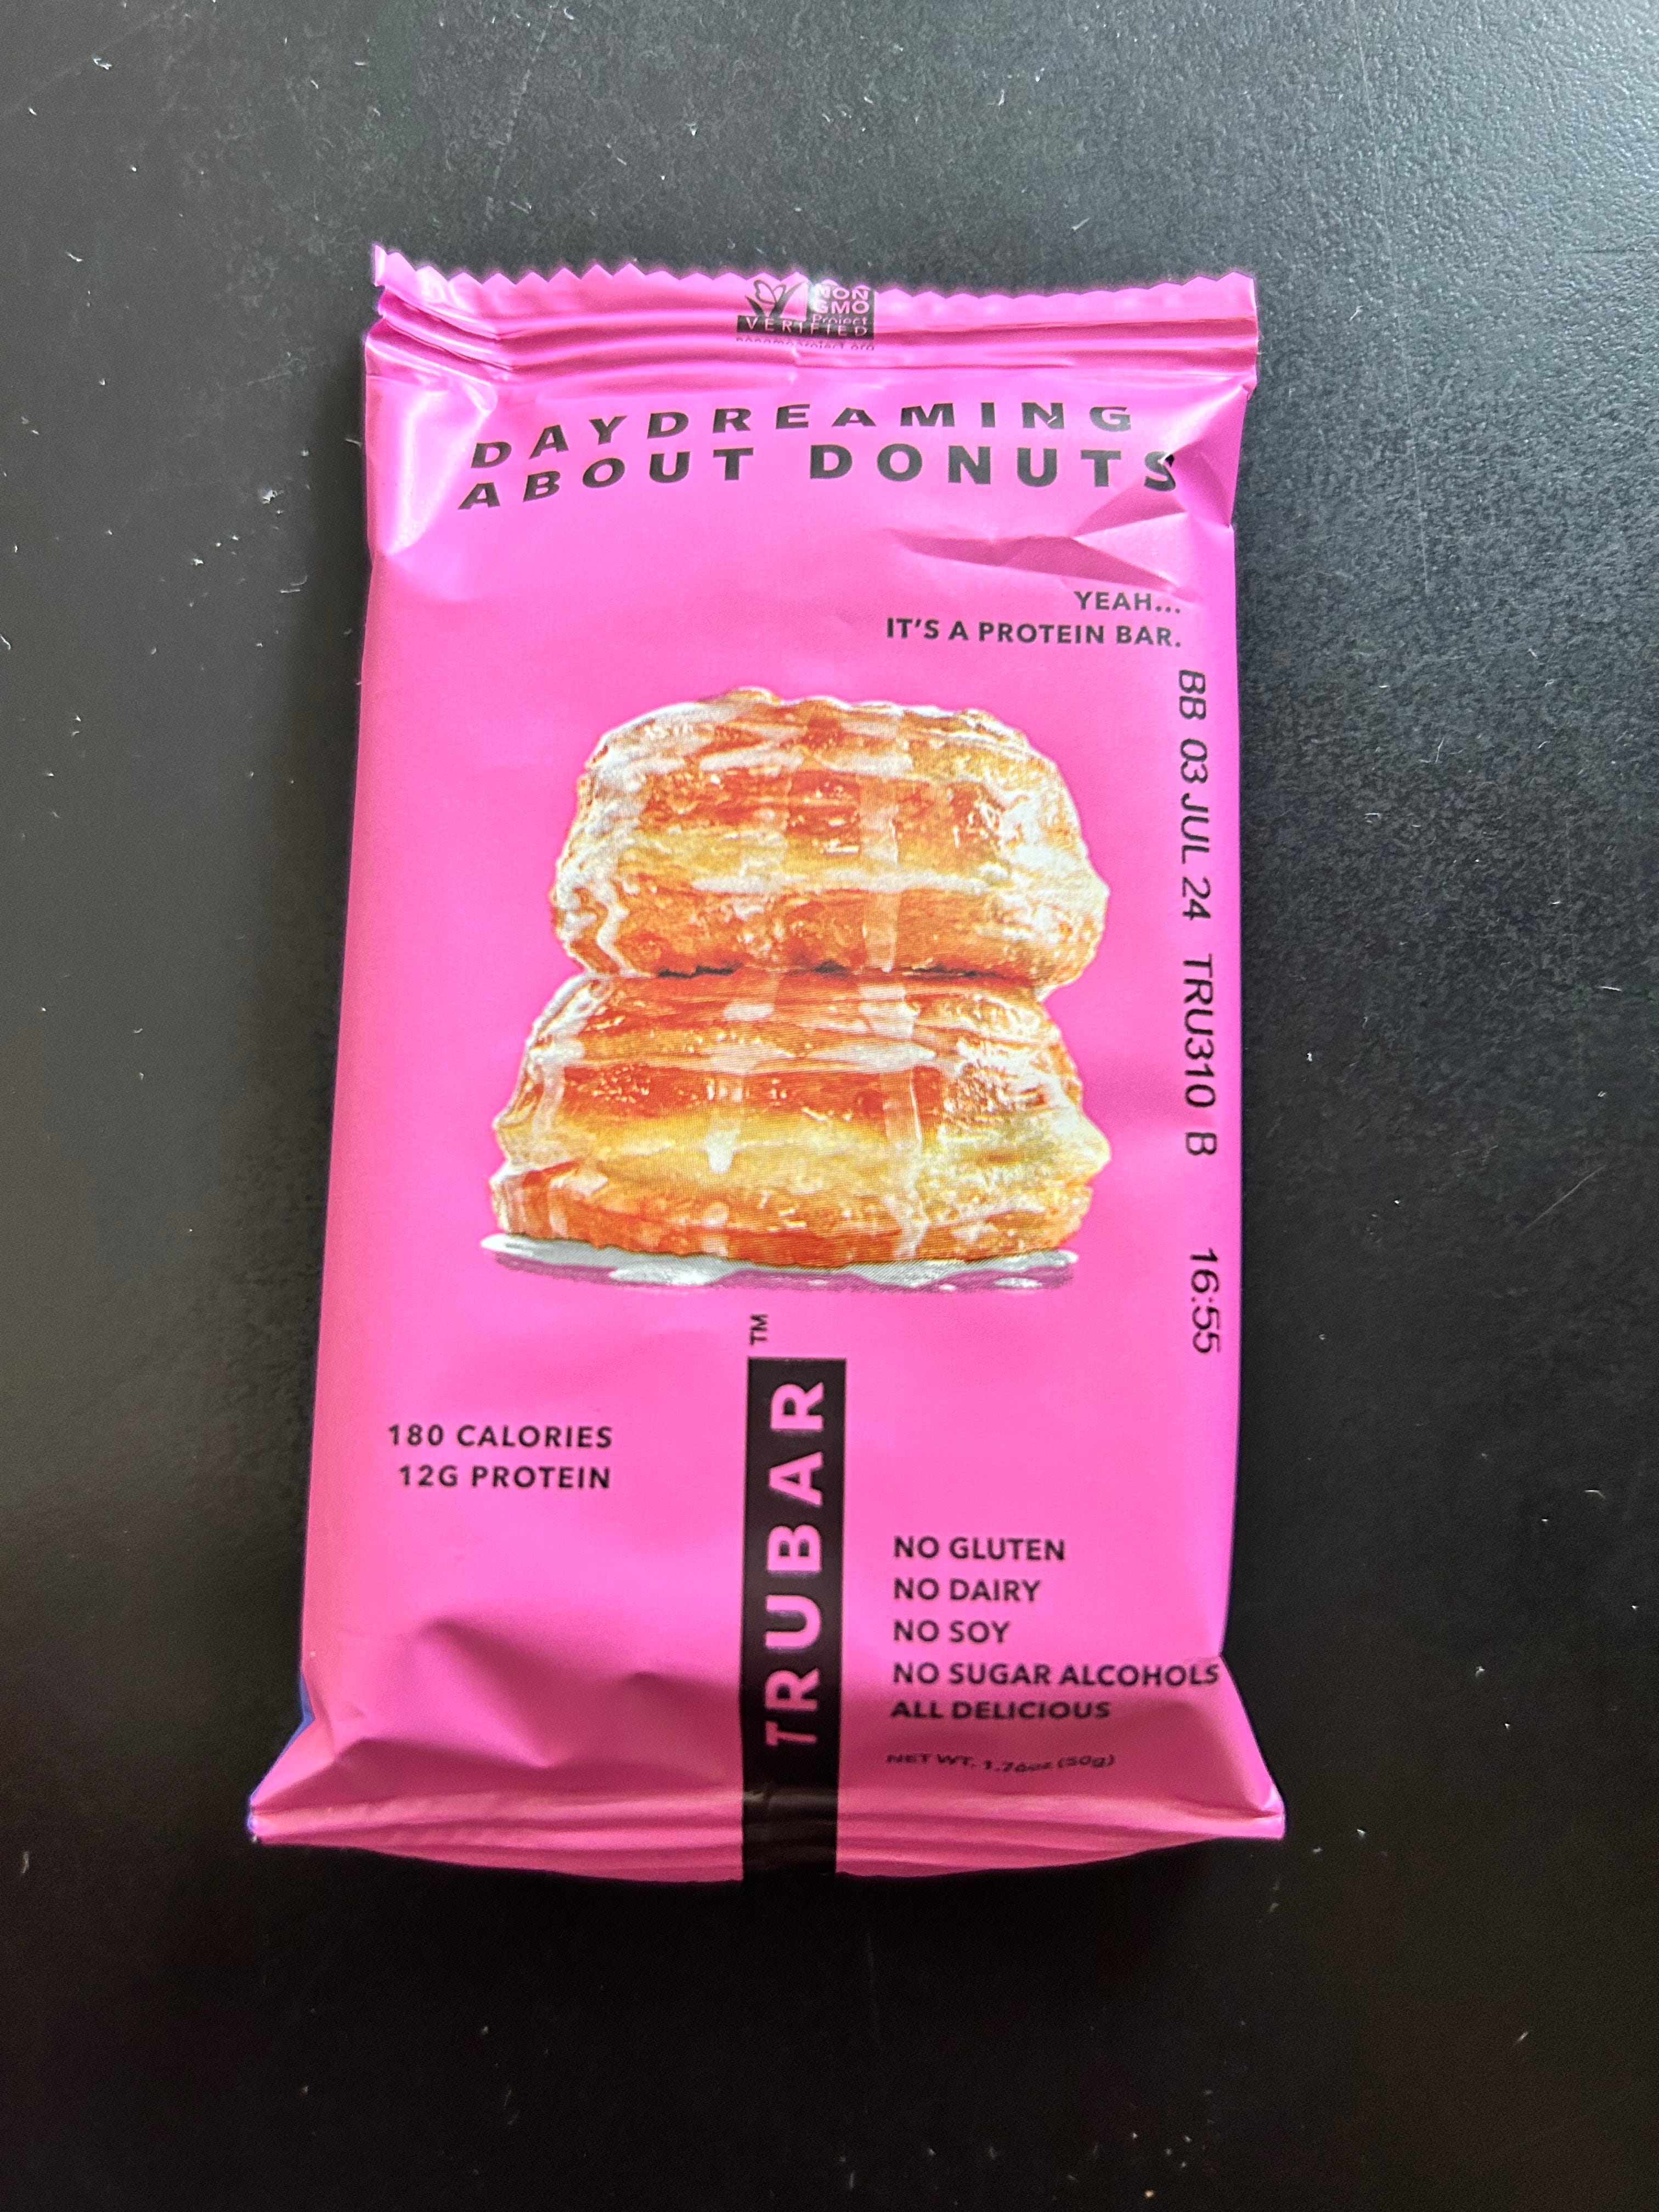 NON
GMO
Project
VERIFIED
nongmoproject.org
DAYDREAMING
ABOUT DONUTS
YEAH...
IT'S A PROTEIN BAR.
BB 03 JUL 24 TRU310 B 16:55
180 CALORIES
12G PROTEIN
TRUBAR™
NO GLUTEN
NO DAIRY
NO SOY
NO SUGAR ALCOHOLS
ALL DELICIOUS
NET WT. 1.76oz (50g)